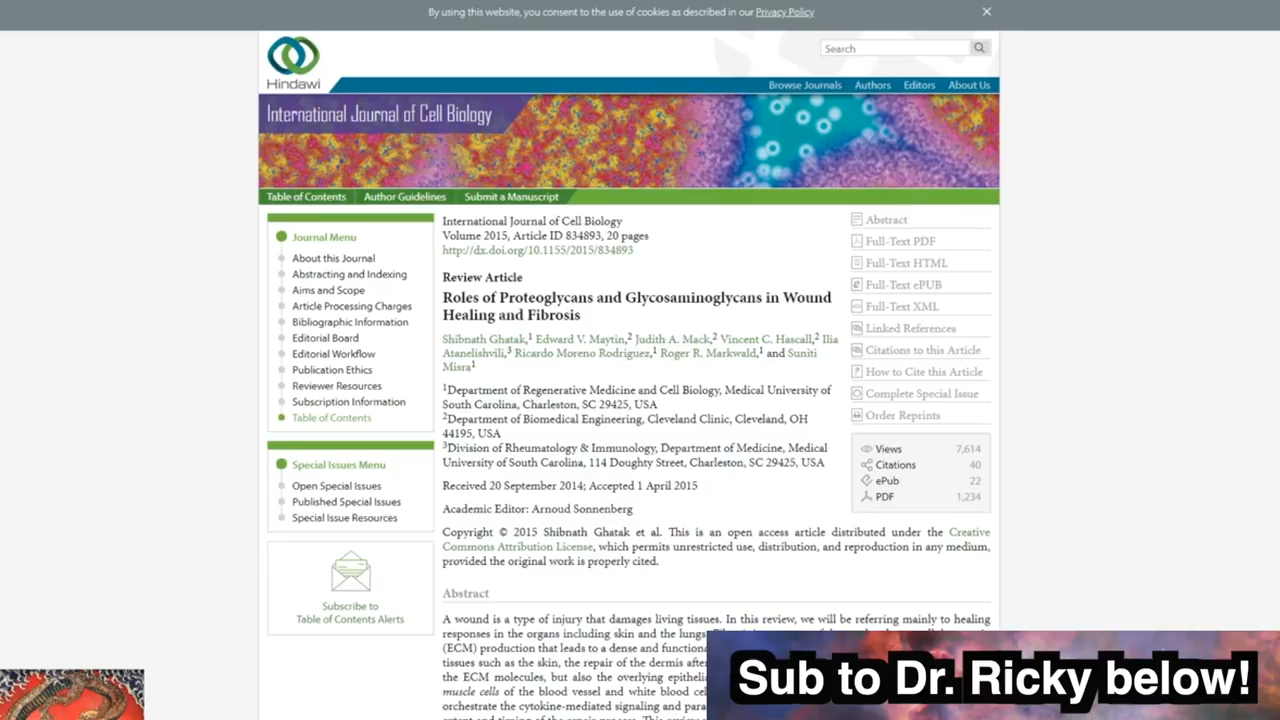 By using this website, you consent to the use of cookies as described in our Privacy Policy
Hindawi
Search
Browse Journals Authors Editors About Us
International Journal of Cell Biology
Table of Contents Author Guidelines Submit a Manuscript
Journal Menu
About this Journal
Abstracting and Indexing
Aims and Scope
Article Processing Charges
Bibliographic Information
Editorial Board
Editorial Workflow
Publication Ethics
Reviewer Resources
Subscription Information
Table of Contents
Special Issues Menu
Open Special Issues
Published Special Issues
Special Issue Resources
Subscribe to
Table of Contents Alerts
International Journal of Cell Biology
Volume 2015, Article ID 834893, 20 pages
http://dx.doi.org/10.1155/2015/834893
Review Article
Roles of Proteoglycans and Glycosaminoglycans in Wound
Healing and Fibrosis
Shibnath Ghatak,1 Edward V. Maytin,2 Judith A. Mack,2 Vincent C. Hascall,2 Ilia
Atanelishvili,3 Ricardo Moreno Rodriguez,1 Roger R. Markwald,1 and Suniti
Misra1
1Department of Regenerative Medicine and Cell Biology, Medical University of
South Carolina, Charleston, SC 29425, USA
2Department of Biomedical Engineering, Cleveland Clinic, Cleveland, OH
44195, USA
3Division of Rheumatology & Immunology, Department of Medicine, Medical
University of South Carolina, 114 Doughty Street, Charleston, SC 29425, USA
Received 20 September 2014; Accepted 1 April 2015
Academic Editor: Arnoud Sonnenberg
Copyright © 2015 Shibnath Ghatak et al. This is an open access article distributed under the Creative
Commons Attribution License, which permits unrestricted use, distribution, and reproduction in any medium,
provided the original work is properly cited.
Abstract
A wound is a type of injury that damages living tissues. In this review, we will be referring mainly to healing
responses in the organs including skin and the lungs.
(ECM) production that leads to a dense and functiona
tissues such as the skin, the repair of the dermis after
the ECM molecules, but also the overlying epitheli
muscle cells of the blood vessel and white blood cel
orchestrate the cytokine-mediated signaling and para
Abstract
Full-Text PDF
Full-Text HTML
Full-Text ePUB
Full-Text XML
Linked References
Citations to this Article
How to Cite this Article
Complete Special Issue
Order Reprints
Views 7,614
Citations 40
ePub 22
PDF 1,234
Sub to Dr. Ricky below!